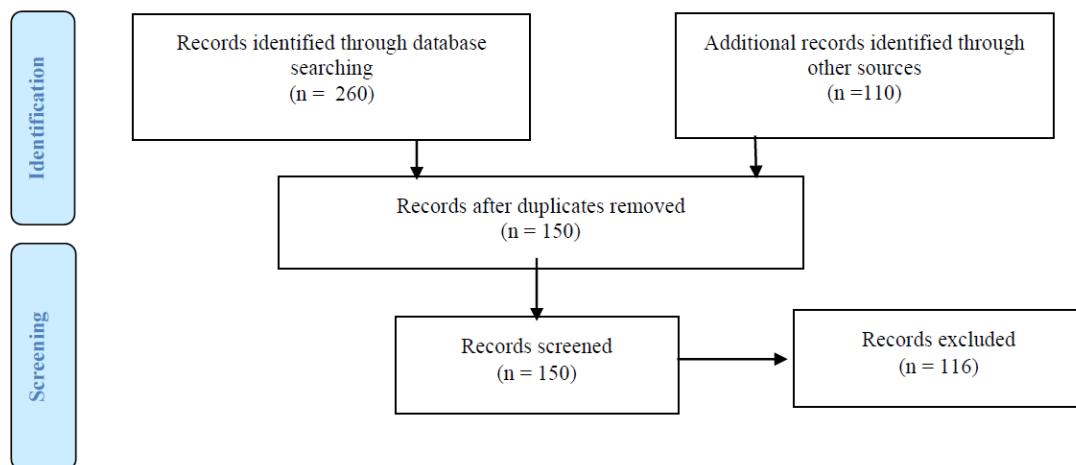 Identification
Records identified through database
searching
(n =  260)
Additional records identified through
other sources
(n =110)
Records after duplicates removed
(n = 150)
Screening
Records screened
(n = 150)
Records excluded
(n = 116)